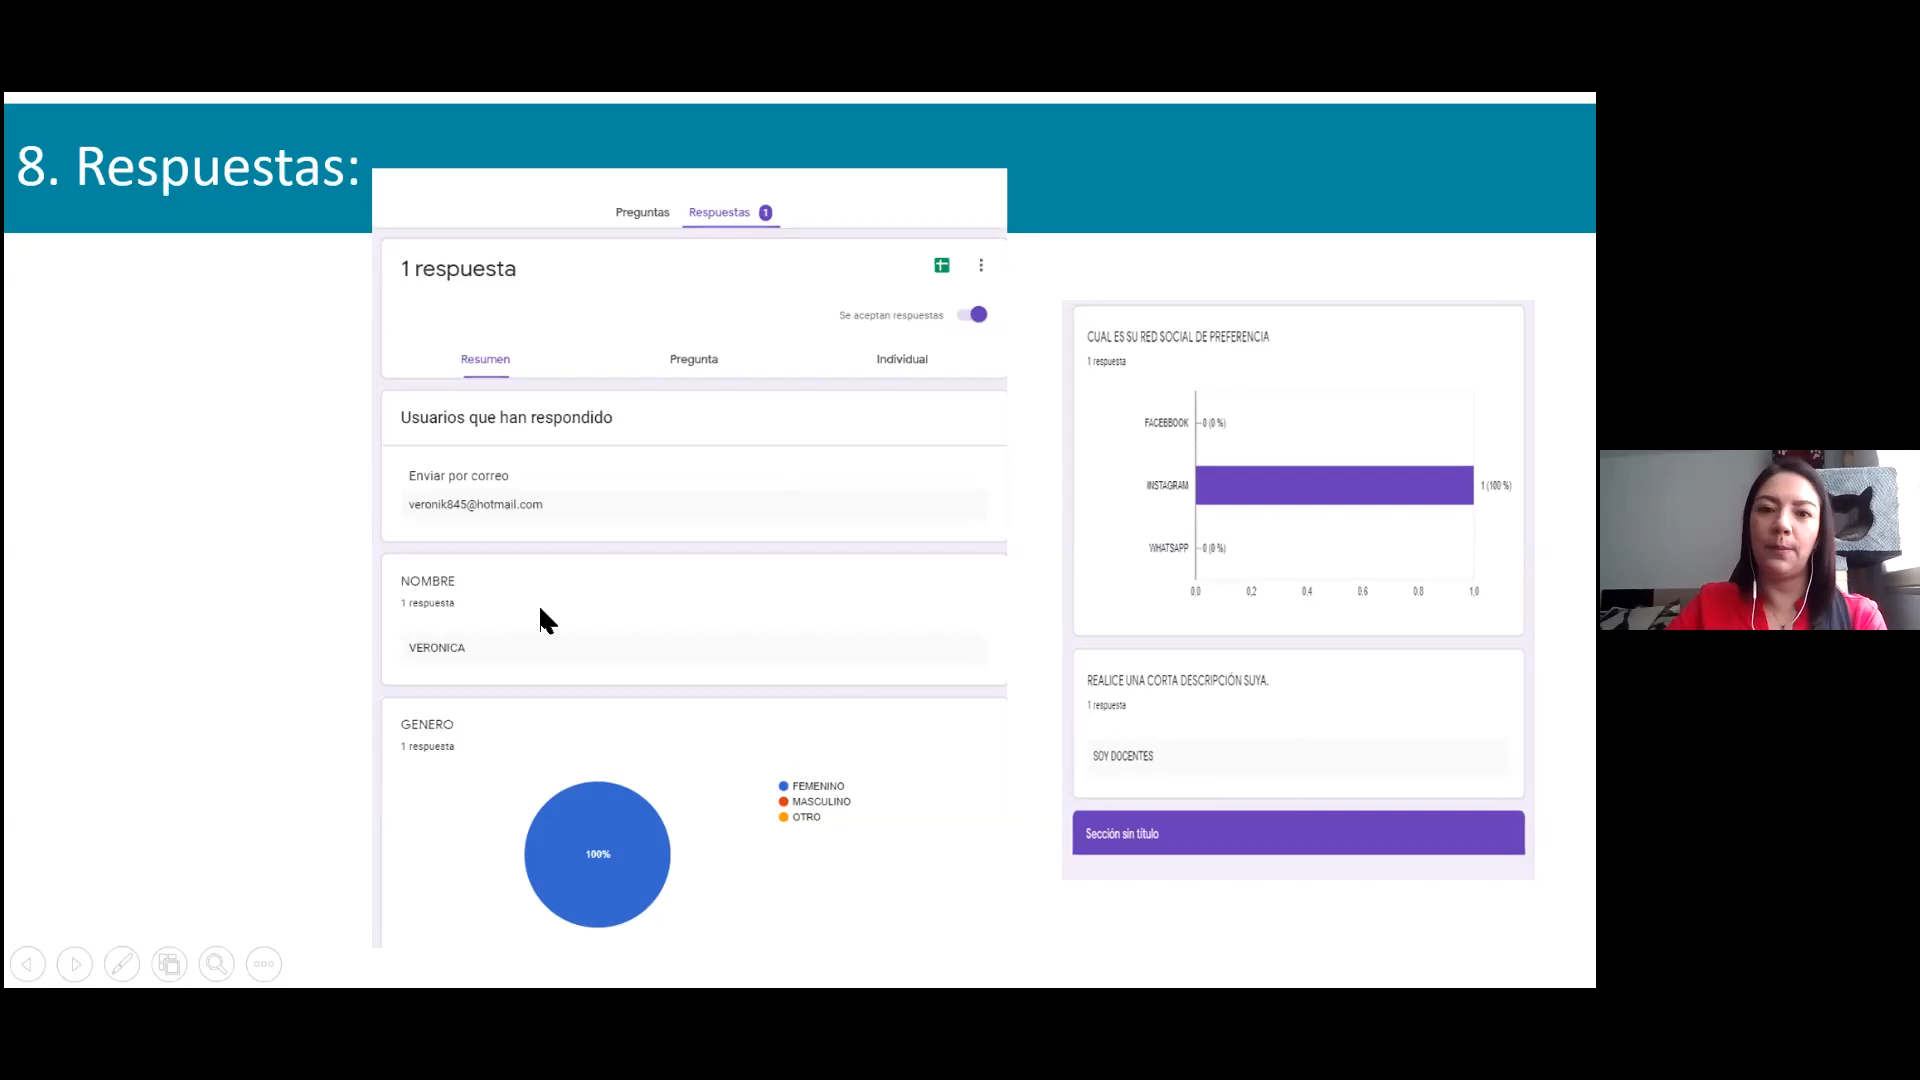 8. Respuestas:
Preguntas Respuestas 1
1 respuesta
Se aceptan respuestas
Resumen Pregunta Individual
Usuarios que han respondido
Enviar por correo
veronik845@hotmail.com
NOMBRE
1 respuesta
VERONICA
GENERO
1 respuesta
100%
FEMENINO
MASCULINO
OTRO
CUAL ES SU RED SOCIAL DE PREFERENCIA
1 respuesta
FACEBBOOK 0 (0 %)
INSTAGRAM 1 (100 %)
WHATSAPP 0 (0 %)
0,0 0,2 0,4 0,6 0,8 1,0
REALICE UNA CORTA DESCRIPCIÓN SUYA.
1 respuesta
SOY DOCENTES
Sección sin título